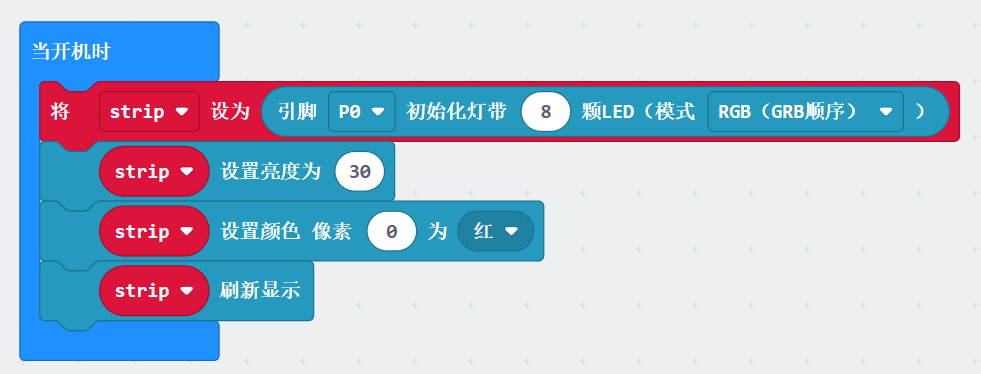 当开机时
将 strip 设为 引脚 P0 初始化灯带 8 颗LED（模式 RGB（GRB顺序） ）
strip 设置亮度为 30
strip 设置颜色 像素 0 为 红
strip 刷新显示